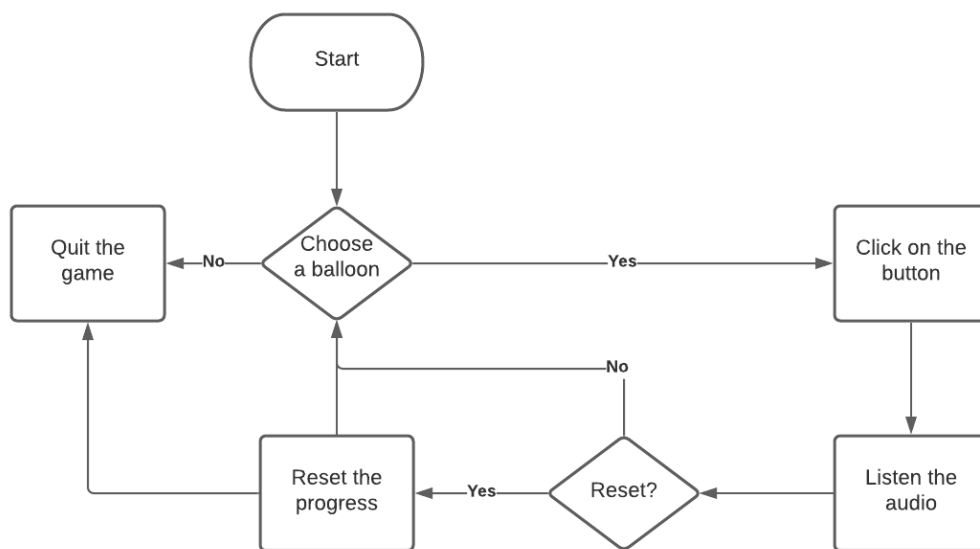 Start
Choose
a balloon
No
Quit the
game
Yes
Click on the
button
Listen the
audio
Reset?
No
Yes
Reset the
progress